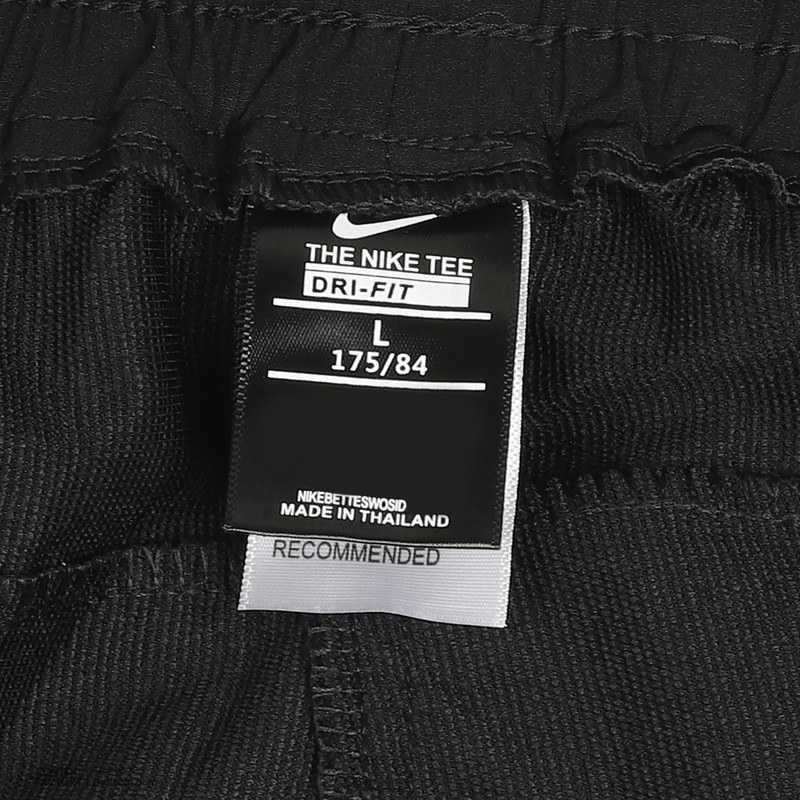 THE NIKE TEE
DRI-FIT
L
175/84
NIKEBETTESWOSID
MADE IN THAILAND
RECOMMENDED